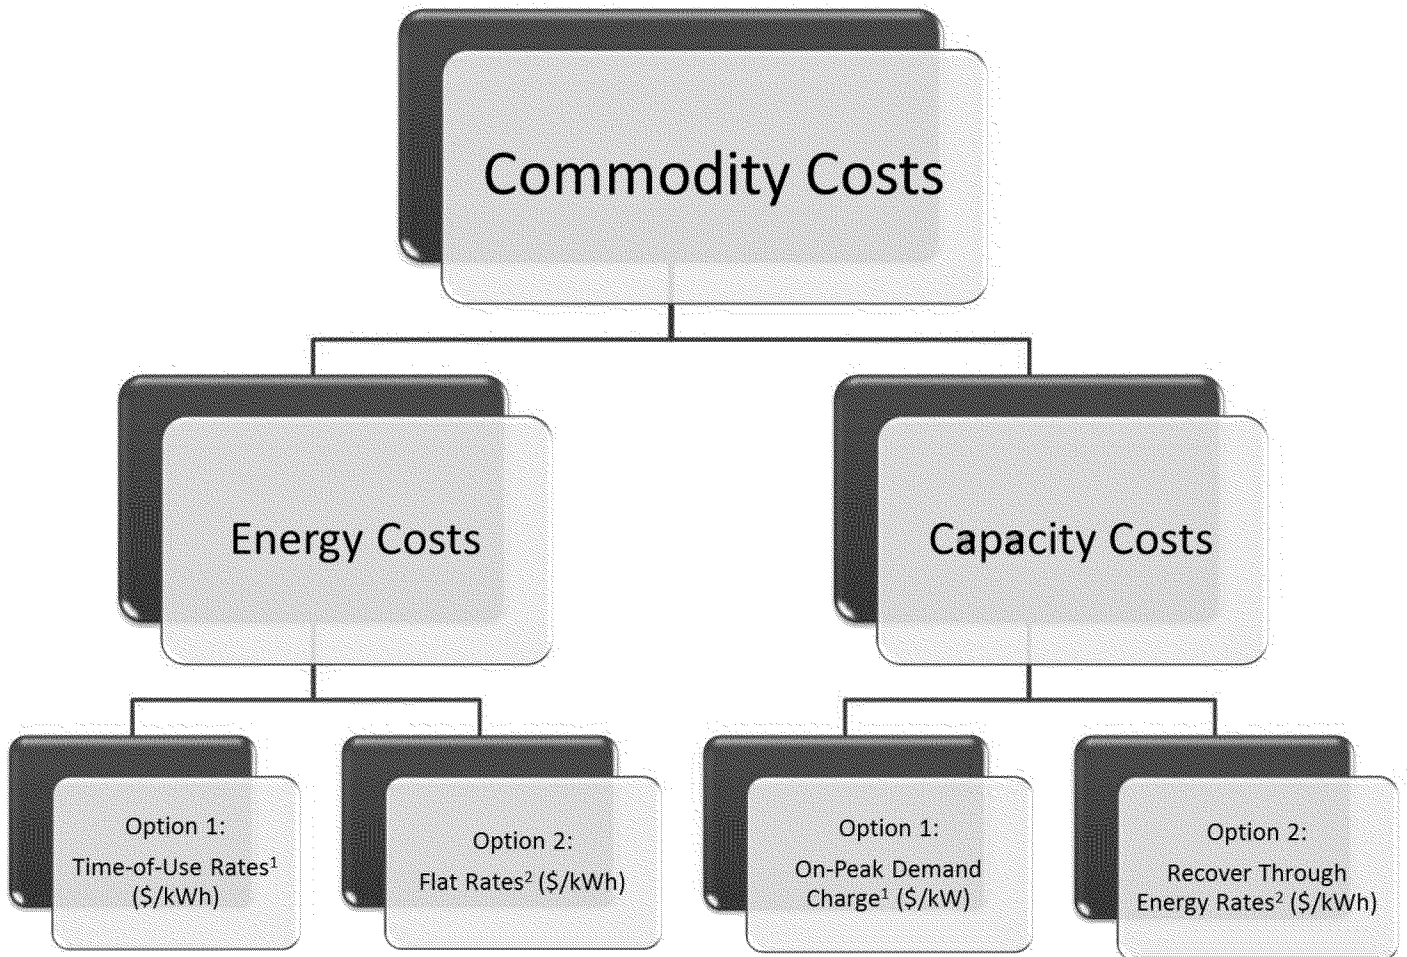 Commodity Costs
Energy Costs
Capacity Costs
Option 1:
Time-of-Use Rates¹
($/kWh)
Option 2:
Flat Rates² ($/kWh)
Option 1:
On-Peak Demand
Charge¹ ($/kW)
Option 2:
Recover Through
Energy Rates² ($/kWh)